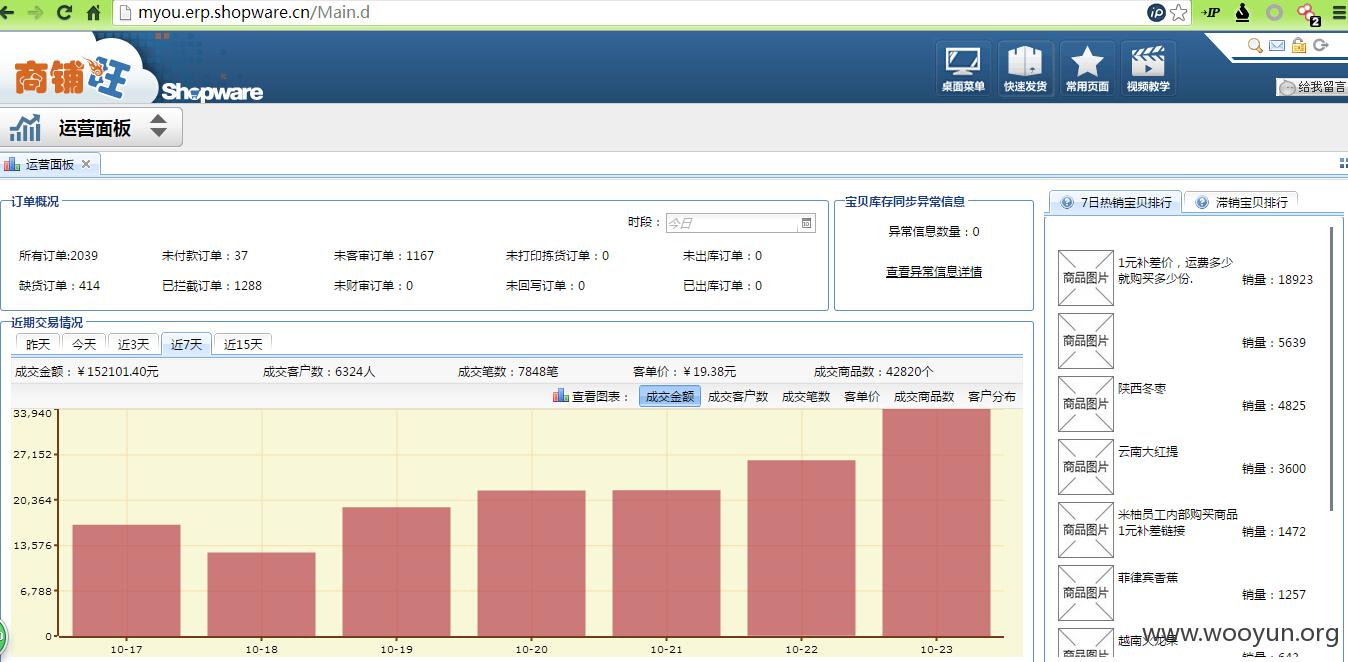 myou.erp.shopware.cn/Main.d
ip
IP
2
商铺旺
Shopware
桌面菜单
快速发货
常用页面
视频教学
给我留言
运营面板
运营面板
订单概况
时段：
今日
所有订单:2039
未付款订单：37
未客审订单：1167
未打印拣货订单：0
未出库订单：0
缺货订单：414
已拦截订单：1288
未财审订单：0
未回写订单：0
已出库订单：0
宝贝库存同步异常信息
异常信息数量：0
查看异常信息详情
7日热销宝贝排行
滞销宝贝排行
近期交易情况
昨天
今天
近3天
近7天
近15天
成交金额：￥152101.40元
成交客户数：6324人
成交笔数：7848笔
客单价：￥19.38元
成交商品数：42820个
查看图表：
成交金额
成交客户数
成交笔数
客单价
成交商品数
客户分布
33,940
27,152
20,364
13,576
6,788
0
10-17
10-18
10-19
10-20
10-21
10-22
10-23
商品图片
1元补差价，运费多少
就购买多少份.
销量：18923
商品图片
销量：5639
商品图片
陕西冬枣
销量：4825
商品图片
云南大红提
销量：3600
商品图片
米柚员工内部购买商品
1元补差链接
销量：1472
商品图片
菲律宾香蕉
销量：1257
商品图片
越南火龙果
销量：642
www.wooyun.org